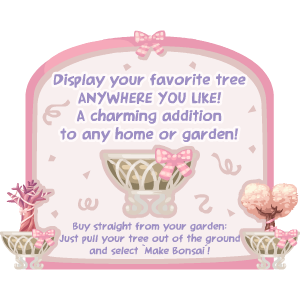 Display your favorite tree
ANYWHERE YOU LIKE!
A charming addition
to any home or garden!
Buy straight from your garden:
Just pull your tree out of the ground
and select "Make Bonsai"!